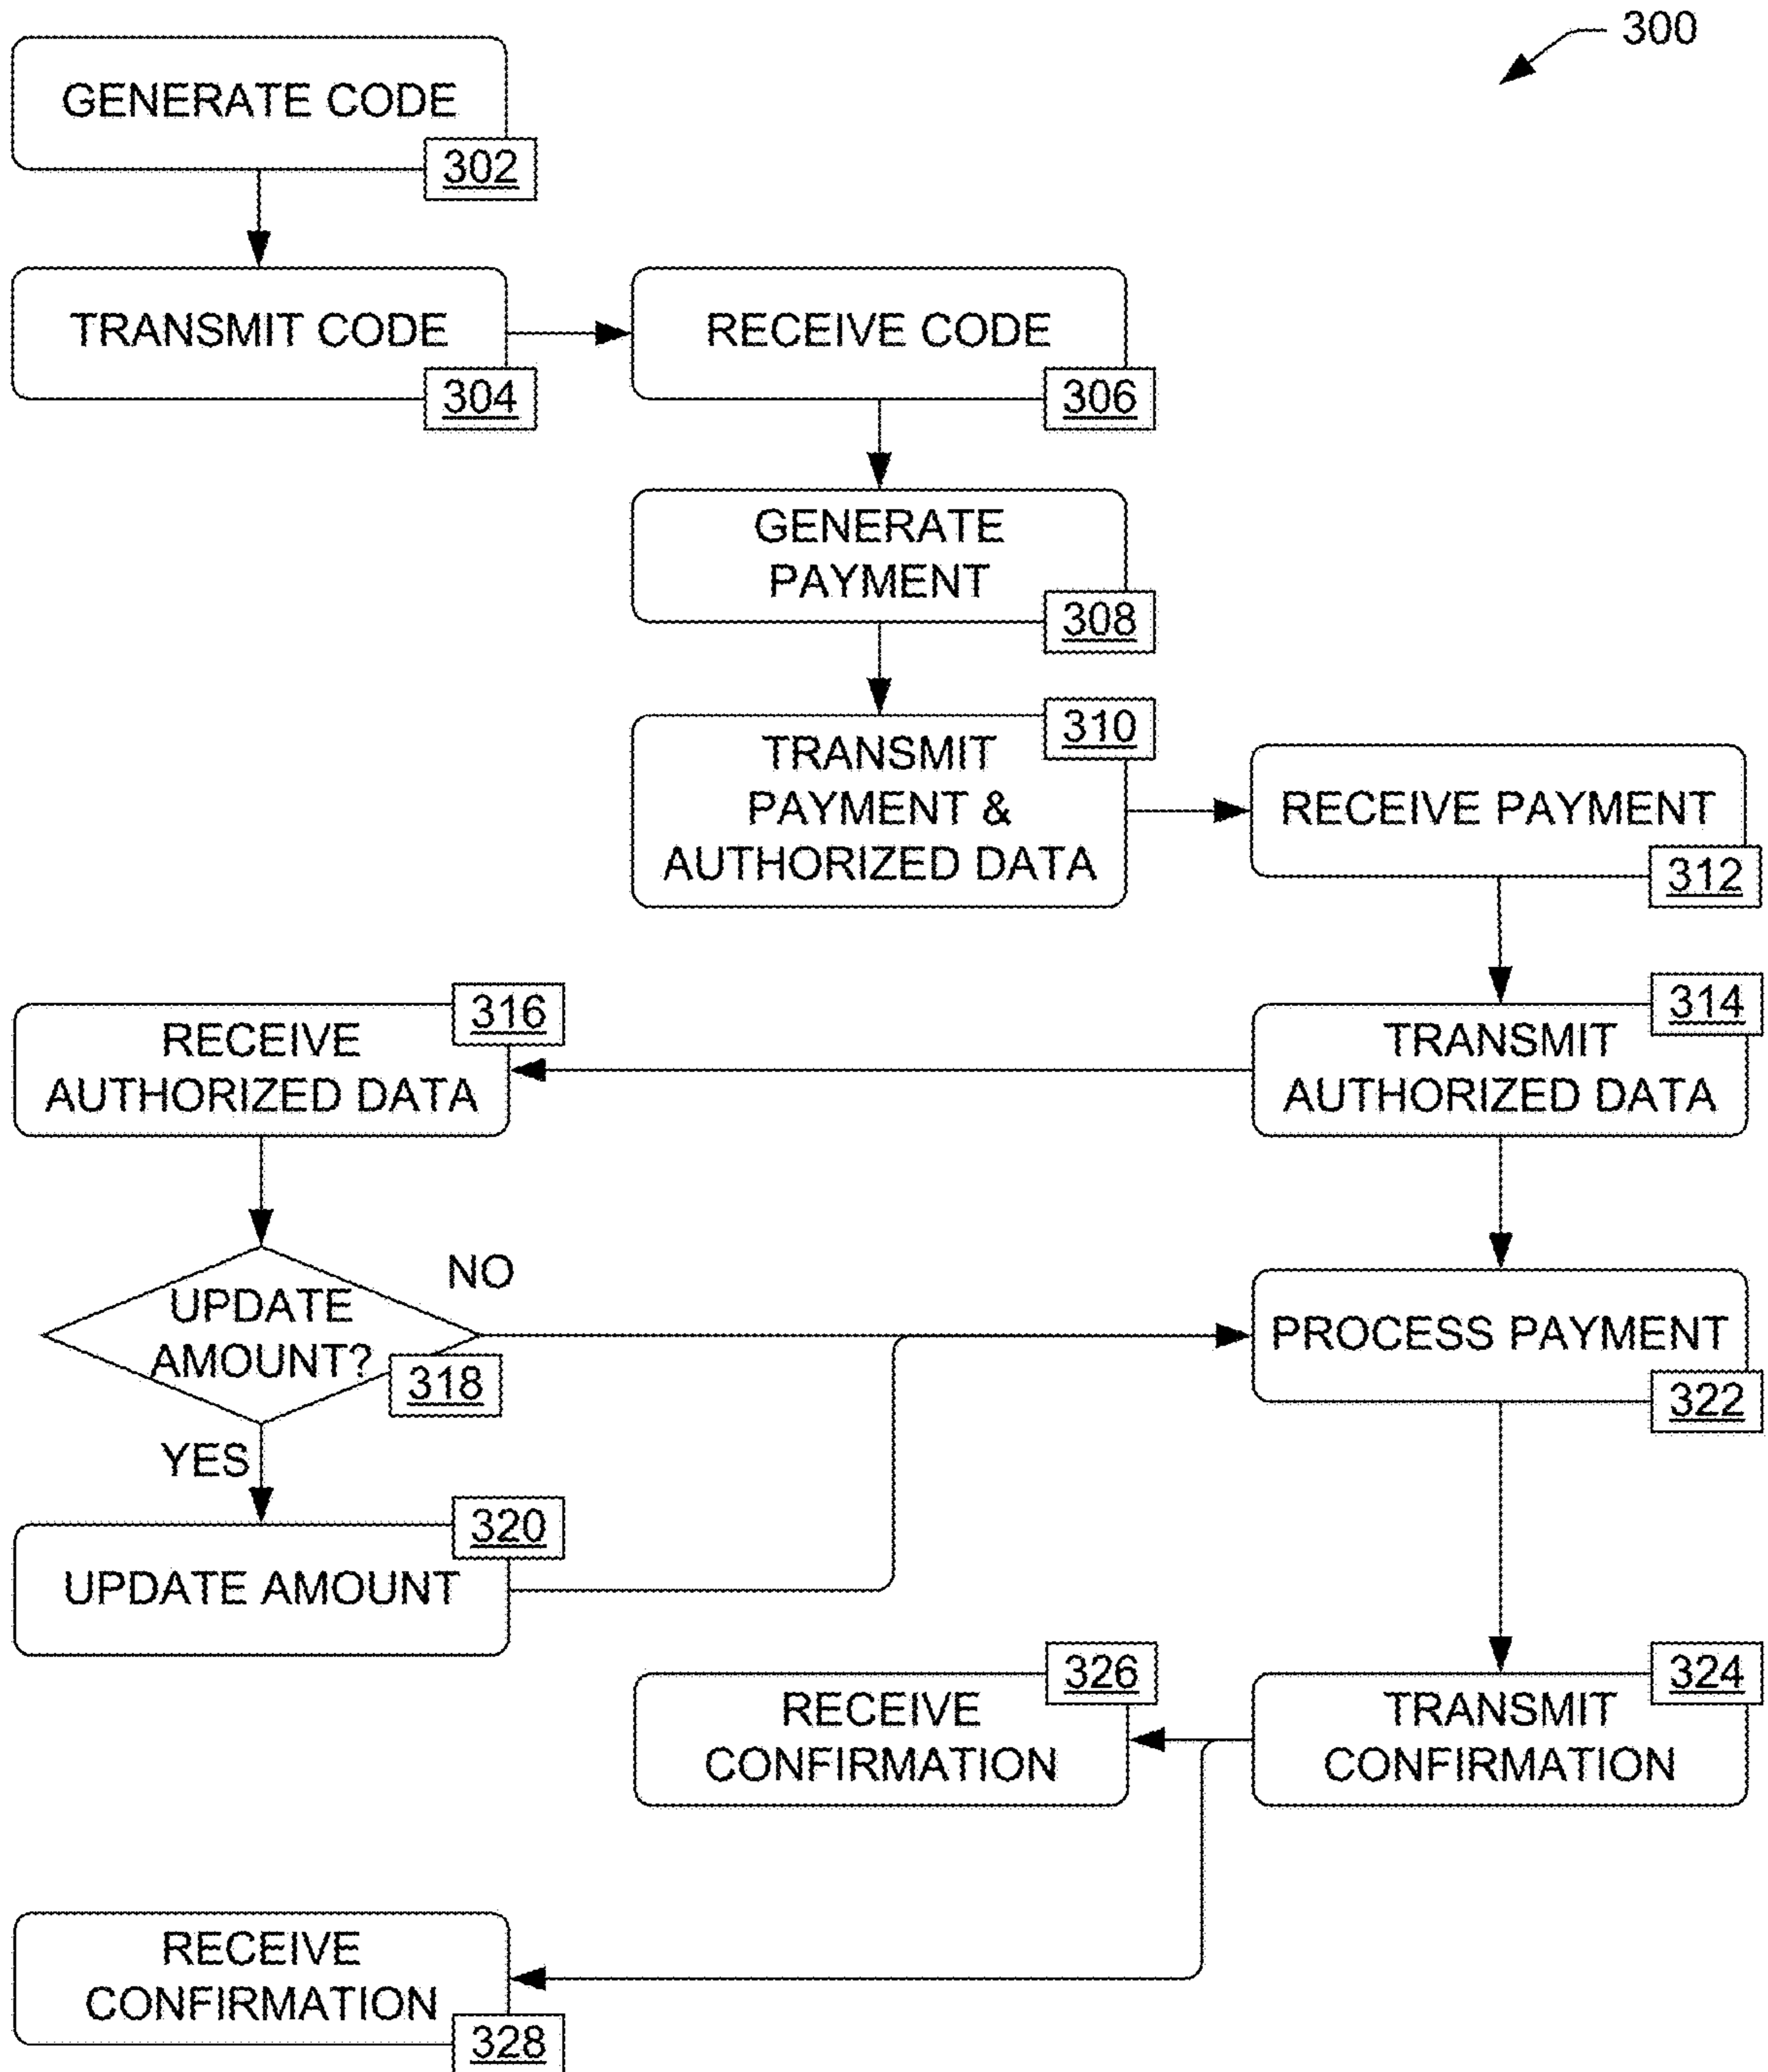 300
GENERATE CODE
302
TRANSMIT CODE
304
RECEIVE CODE
306
GENERATE
PAYMENT
308
310
TRANSMIT
PAYMENT &
AUTHORIZED DATA
RECEIVE PAYMENT
312
314
TRANSMIT
AUTHORIZED DATA
316
RECEIVE
AUTHORIZED DATA
UPDATE
AMOUNT?
318
NO
YES
320
UPDATE AMOUNT
PROCESS PAYMENT
322
324
TRANSMIT
CONFIRMATION
326
RECEIVE
CONFIRMATION
RECEIVE
CONFIRMATION
328